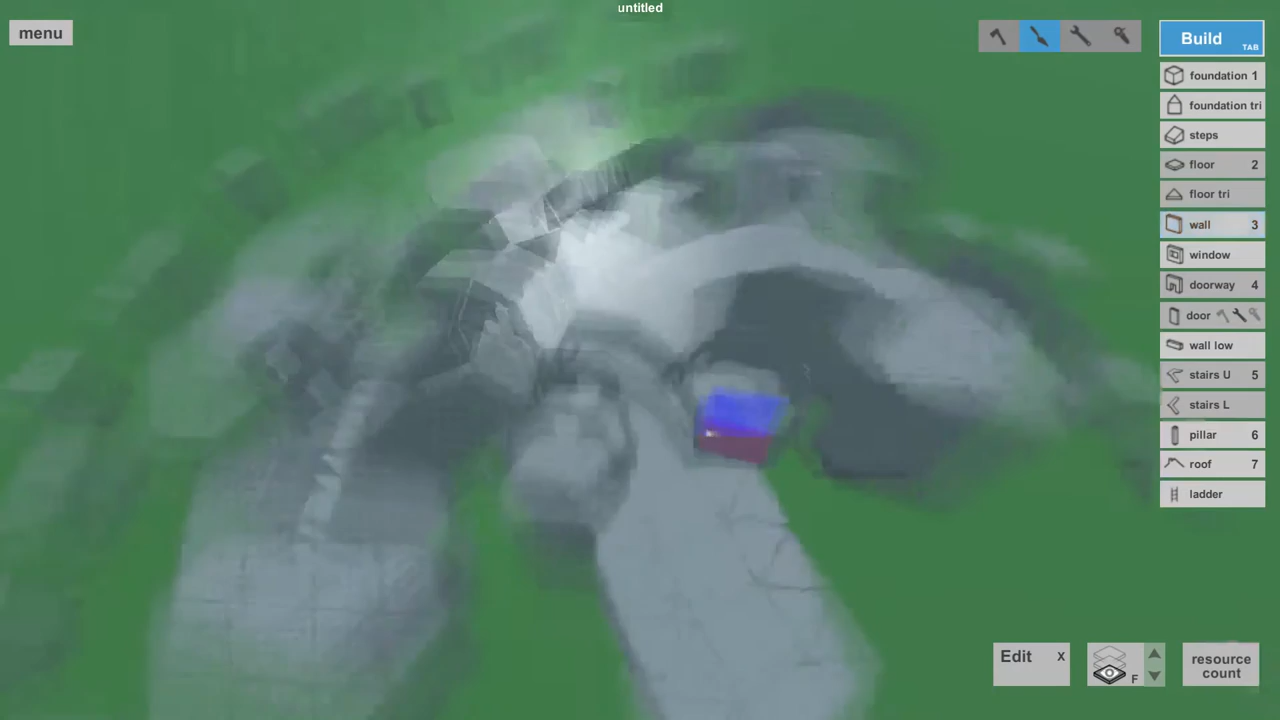 untitled
menu
Build
TAB
foundation 1
foundation tri
steps
floor 2
floor tri
wall 3
window
doorway 4
door
wall low
stairs U 5
stairs L
pillar 6
roof 7
ladder
Edit X
F
resource
count